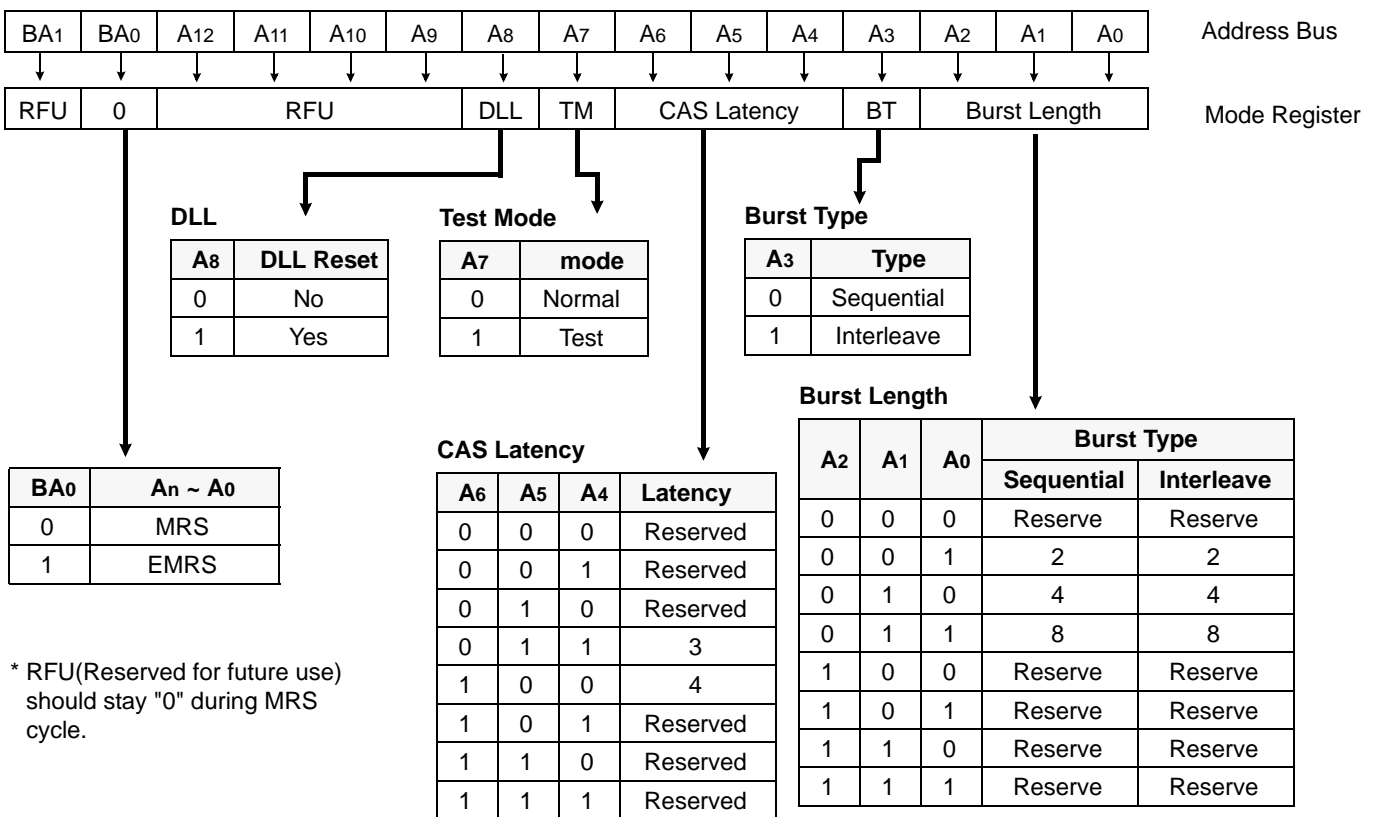 BA1 BA0 A12 A11 A10 A9 A8 A7 A6 A5 A4 A3 A2 A1 A0 Address Bus
RFU 0 RFU DLL TM CAS Latency BT Burst Length Mode Register
DLL
A8 DLL Reset
0 No
1 Yes
Test Mode
A7 mode
0 Normal
1 Test
Burst Type
A3 Type
0 Sequential
1 Interleave
BA0 An ~ A0
0 MRS
1 EMRS
* RFU(Reserved for future use)
should stay "0" during MRS
cycle.
CAS Latency
A6 A5 A4 Latency
0 0 0 Reserved
0 0 1 Reserved
0 1 0 Reserved
0 1 1 3
1 0 0 4
1 0 1 Reserved
1 1 0 Reserved
1 1 1 Reserved
Burst Length
A2 A1 A0 Burst Type
Sequential Interleave
0 0 0 Reserve Reserve
0 0 1 2 2
0 1 0 4 4
0 1 1 8 8
1 0 0 Reserve Reserve
1 0 1 Reserve Reserve
1 1 0 Reserve Reserve
1 1 1 Reserve Reserve